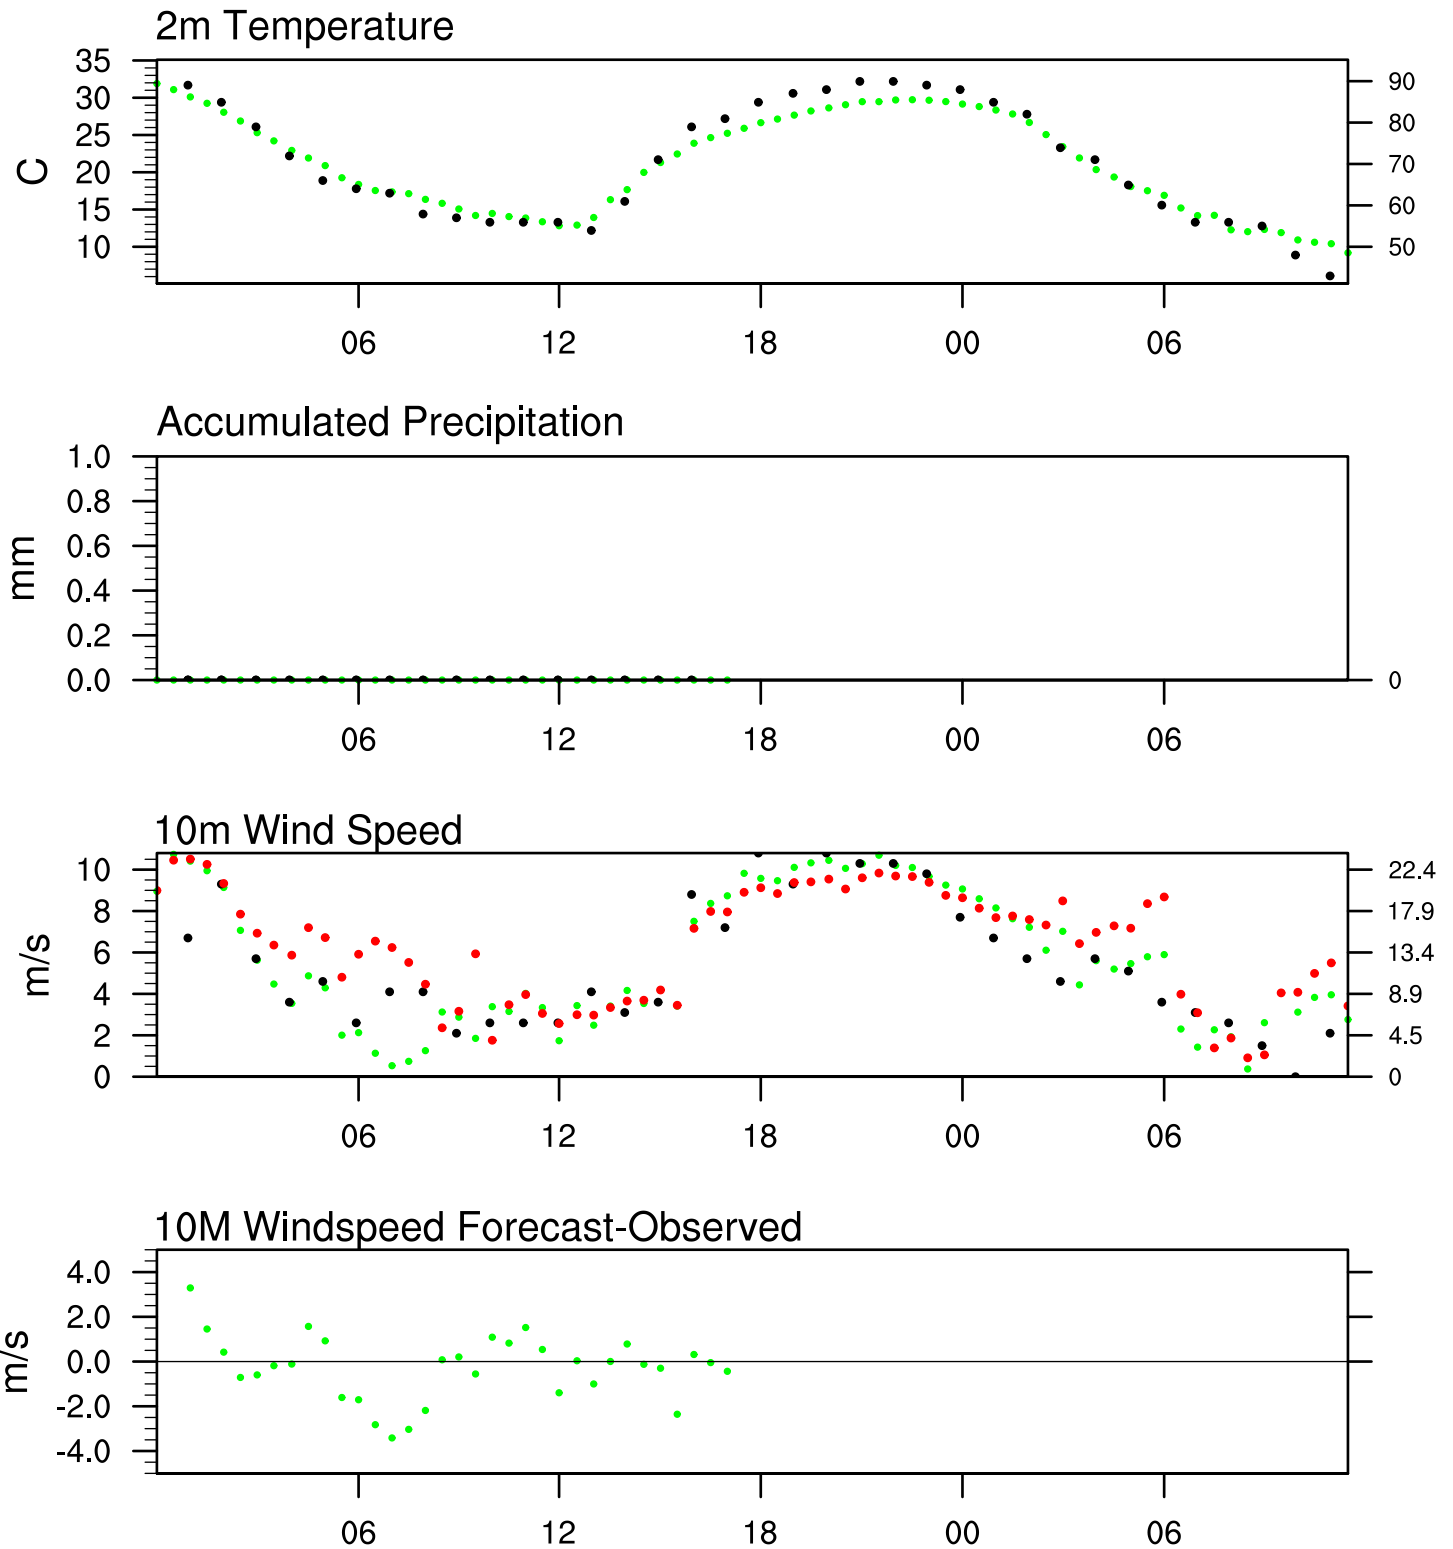 2m Temperature
35
30
25
20
15
10
C
90
80
70
60
50
06 12 18 00 06
Accumulated Precipitation
1.0
0.8
0.6
0.4
0.2
0.0
mm
0
06 12 18 00 06
10m Wind Speed
10
8
6
4
2
0
m/s
22.4
17.9
13.4
8.9
4.5
0
06 12 18 00 06
10M Windspeed Forecast-Observed
4.0
2.0
0.0
-2.0
-4.0
m/s
06 12 18 00 06